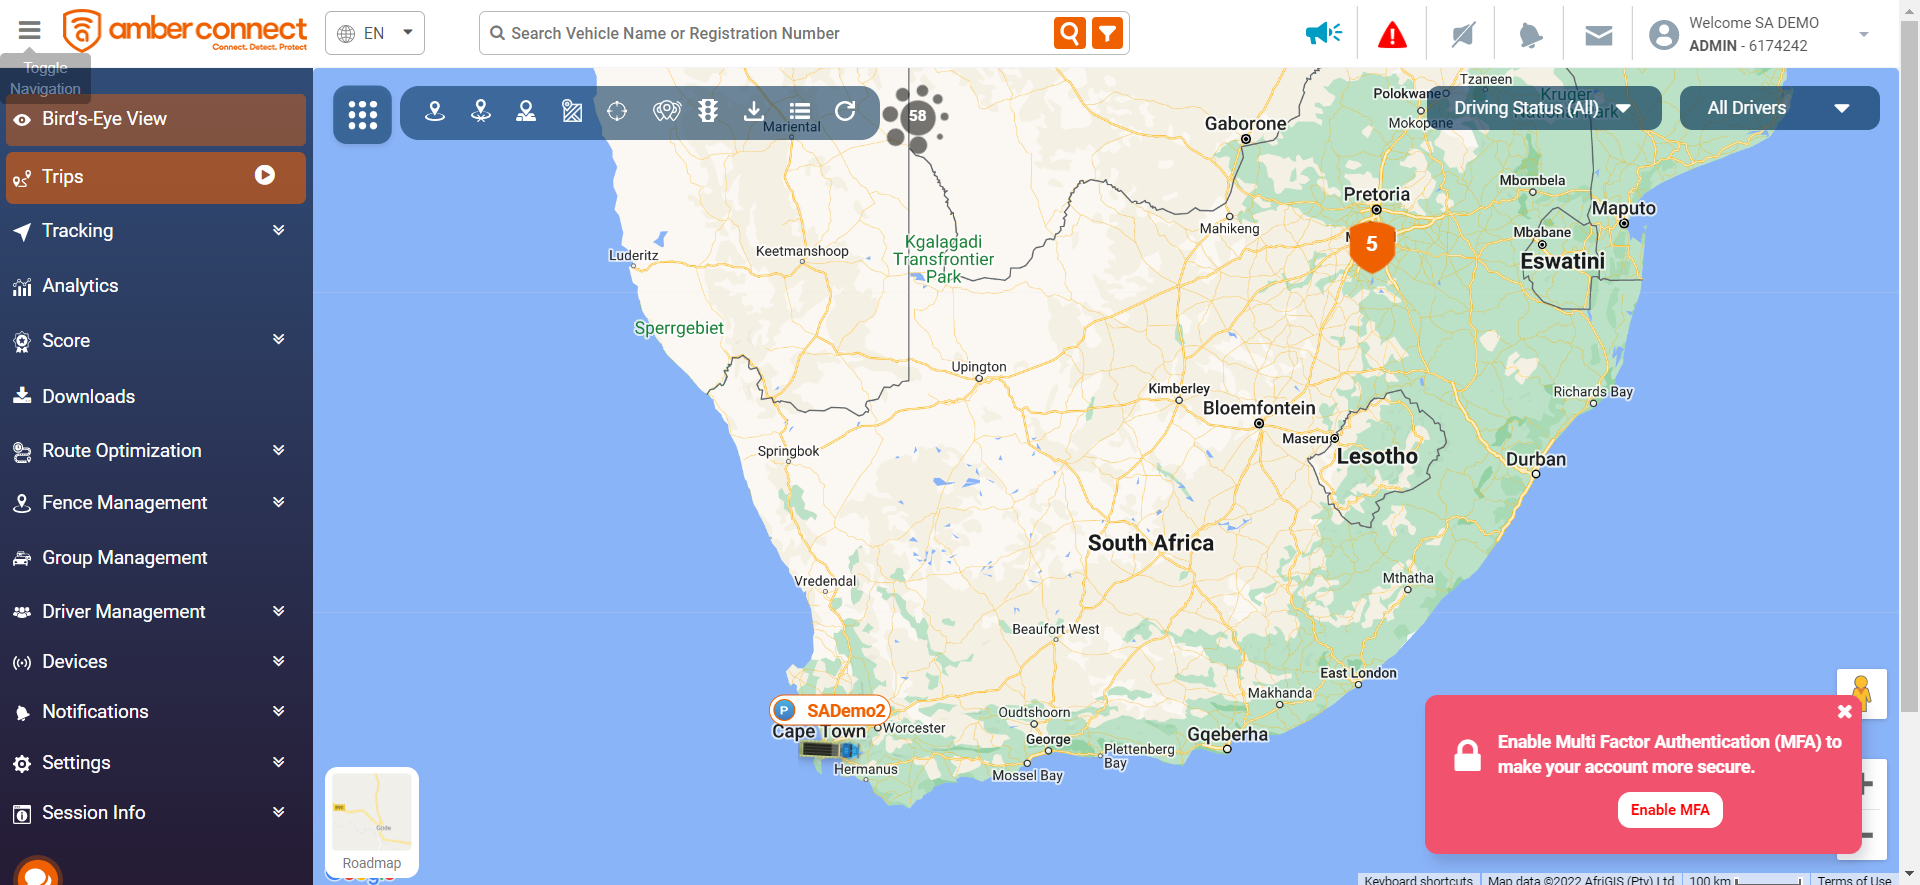 amber connect
Connect. Detect. Protect
EN
Search Vehicle Name or Registration Number
Welcome SA DEMO
ADMIN - 6174242
Toggle
Navigation
Bird's-Eye View
Trips
Tracking
Analytics
Score
Downloads
Route Optimization
Fence Management
Group Management
Driver Management
Devices
Notifications
Settings
Session Info
58
Driving Status (All)
All Drivers
Tzaneen
Polokwane
Kruger
Mokopane
Mariental
Gaborone
Mbombela
Pretoria
Maputo
Mahikeng
Mbabane
Eswatini
5
Luderitz
Keetmanshoop
Kgalagadi
Transfrontier
Park
Sperrgebiet
Upington
Kimberley
Bloemfontein
Richards Bay
Maseru
Lesotho
Durban
Springbok
South Africa
Vredendal
Mthatha
Beaufort West
East London
Makhanda
P SADemo2
Cape Town
Worcester
Oudtshoorn
George
Gqeberha
Plettenberg
Bay
Hermanus
Mossel Bay
Enable Multi Factor Authentication (MFA) to
make your account more secure.
Enable MFA
Gode
Roadmap
Google
Keyboard shortcuts
Map data ©2022 AfriGIS (Pty) Ltd
100 km
Terms of Use